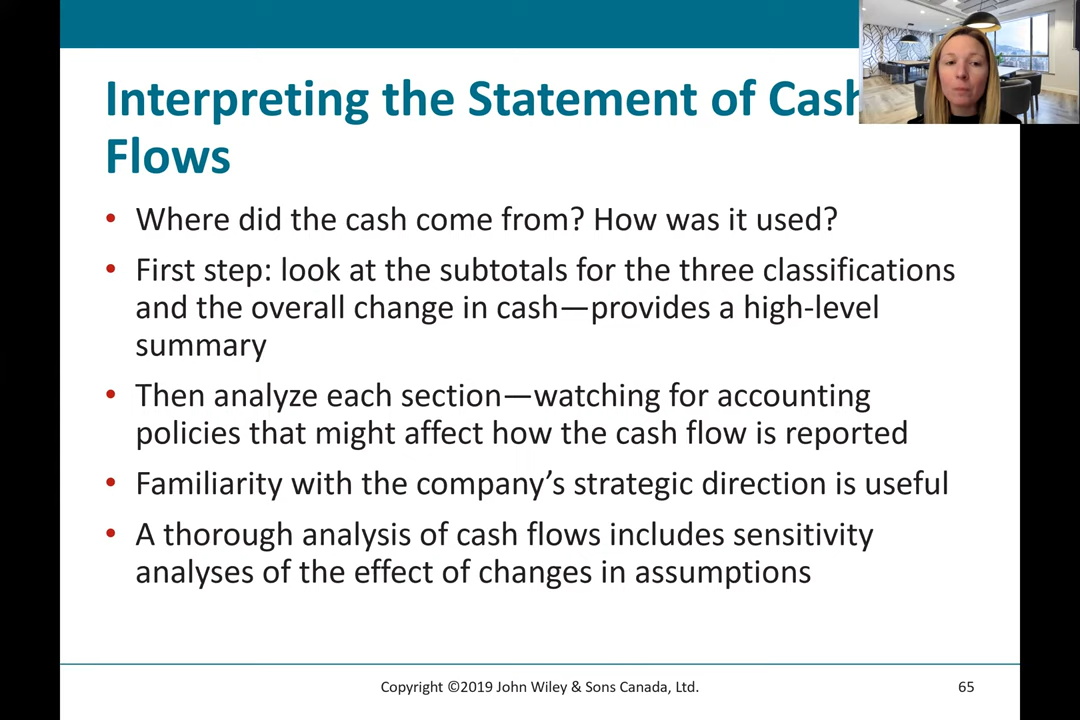 Interpreting the Statement of Cash
Flows
• Where did the cash come from? How was it used?
• First step: look at the subtotals for the three classifications
and the overall change in cash—provides a high-level
summary
• Then analyze each section—watching for accounting
policies that might affect how the cash flow is reported
• Familiarity with the company’s strategic direction is useful
• A thorough analysis of cash flows includes sensitivity
analyses of the effect of changes in assumptions
Copyright ©2019 John Wiley & Sons Canada, Ltd.
65